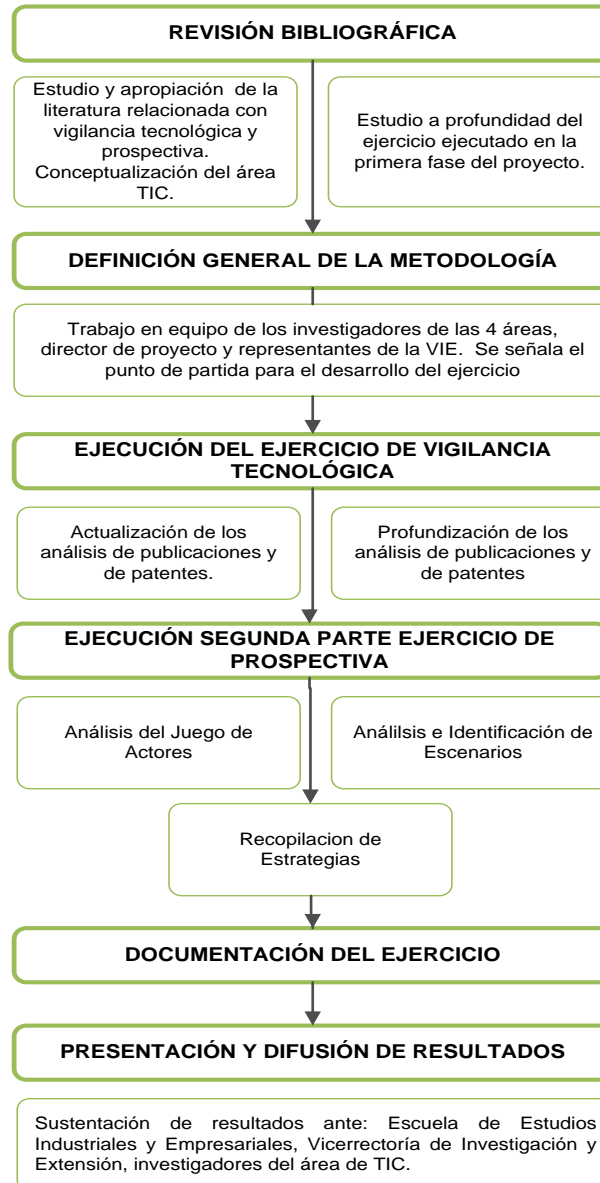 REVISIÓN BIBLIOGRÁFICA
Estudio y apropiación de la
literatura relacionada con
vigilancia tecnológica y
prospectiva.
Conceptualización del área
TIC.
Estudio a profundidad del
ejercicio ejecutado en la
primera fase del proyecto.
DEFINICIÓN GENERAL DE LA METODOLOGÍA
Trabajo en equipo de los investigadores de las 4 áreas,
director de proyecto y representantes de la VIE. Se señala el
punto de partida para el desarrollo del ejercicio
EJECUCIÓN DEL EJERCICIO DE VIGILANCIA
TECNOLÓGICA
Actualización de los
análisis de publicaciones y
de patentes.
Profundización de los
análisis de publicaciones y
de patentes
EJECUCIÓN SEGUNDA PARTE EJERCICIO DE
PROSPECTIVA
Análisis del Juego de
Actores
Análilsis e Identificación de
Escenarios
Recopilacion de
Estrategias
DOCUMENTACIÓN DEL EJERCICIO
PRESENTACIÓN Y DIFUSIÓN DE RESULTADOS
Sustentación de resultados ante: Escuela de Estudios
Industriales y Empresariales, Vicerrectoría de Investigación y
Extensión, investigadores del área de TIC.